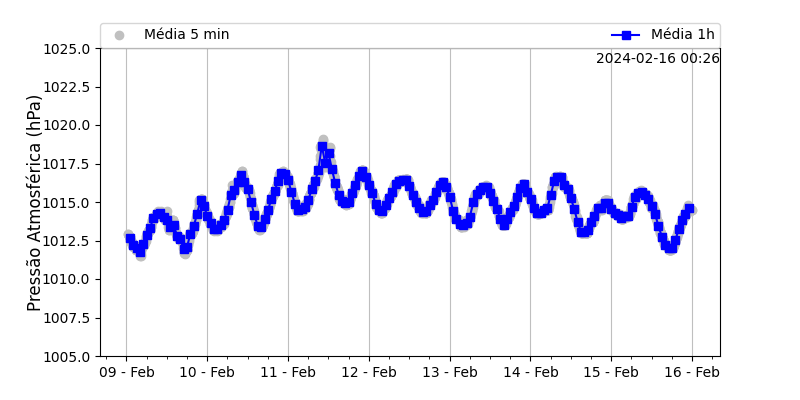 Média 5 min
Média 1h
2024-02-16 00:26
Pressão Atmosférica (hPa)
1025.0
1022.5
1020.0
1017.5
1015.0
1012.5
1010.0
1007.5
1005.0
09 - Feb
10 - Feb
11 - Feb
12 - Feb
13 - Feb
14 - Feb
15 - Feb
16 - Feb